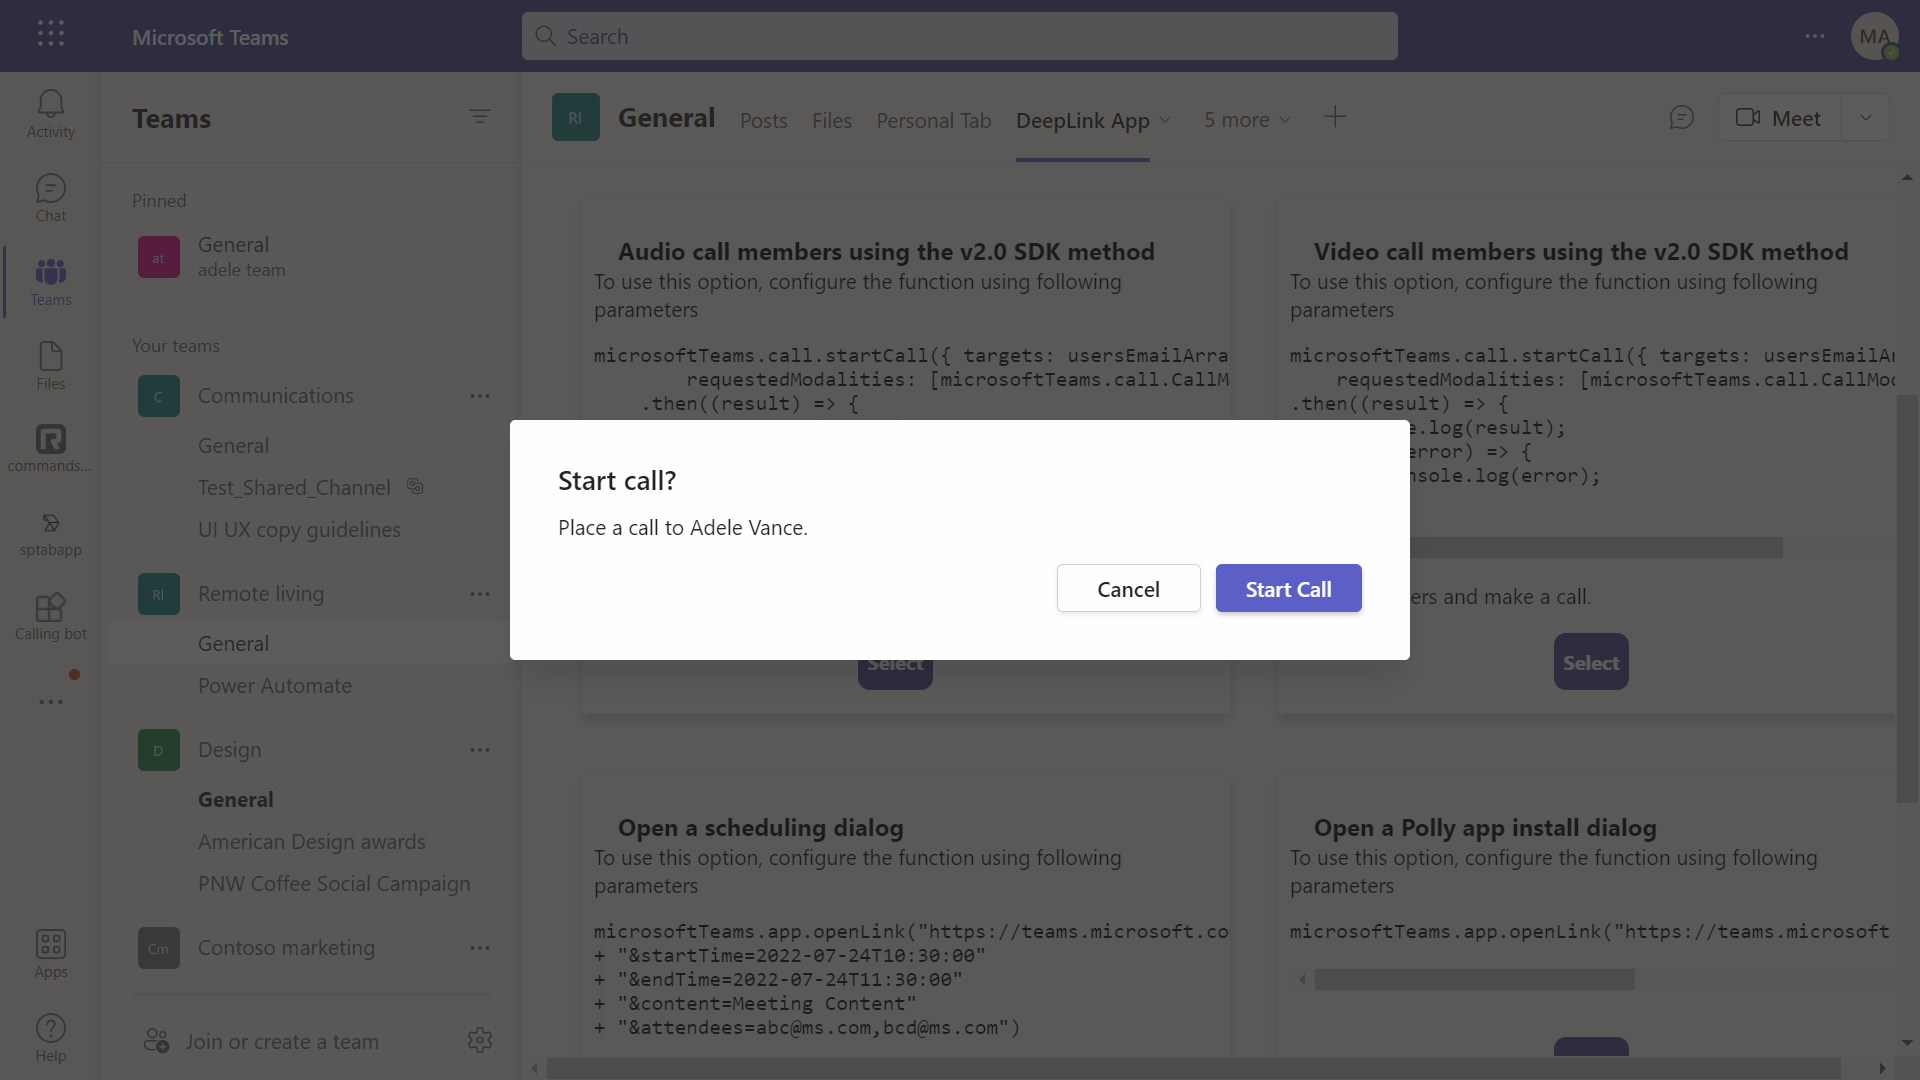 Microsoft Teams
Search
MA
Activity
Chat
Teams
Files
commands...
sptabapp
Calling bot
Apps
Help
Teams
Pinned
at
General
adele team
Your teams
C
Communications
General
Test_Shared_Channel
UI UX copy guidelines
RI
Remote living
General
Power Automate
D
Design
General
American Design awards
PNW Coffee Social Campaign
Cm
Contoso marketing
Join or create a team
RI
General
Posts
Files
Personal Tab
DeepLink App
5 more
Meet
Audio call members using the v2.0 SDK method
To use this option, configure the function using following
parameters
microsoftTeams.call.startCall({ targets: usersEmailArra
requestedModalities: [microsoftTeams.call.CallM
.then((result) => {
Select
Video call members using the v2.0 SDK method
To use this option, configure the function using following
parameters
microsoftTeams.call.startCall({ targets: usersEmailAr
requestedModalities: [microsoftTeams.call.CallMod
.then((result) => {
e.log(result);
error) => {
nsole.log(error);
ers and make a call.
Select
Start call?
Place a call to Adele Vance.
Cancel
Start Call
Open a scheduling dialog
To use this option, configure the function using following
parameters
microsoftTeams.app.openLink("https://teams.microsoft.co
+ "&startTime=2022-07-24T10:30:00"
+ "&endTime=2022-07-24T11:30:00"
+ "&content=Meeting Content"
+ "&attendees=abc@ms.com,bcd@ms.com")
Open a Polly app install dialog
To use this option, configure the function using following
parameters
microsoftTeams.app.openLink("https://teams.microsoft.